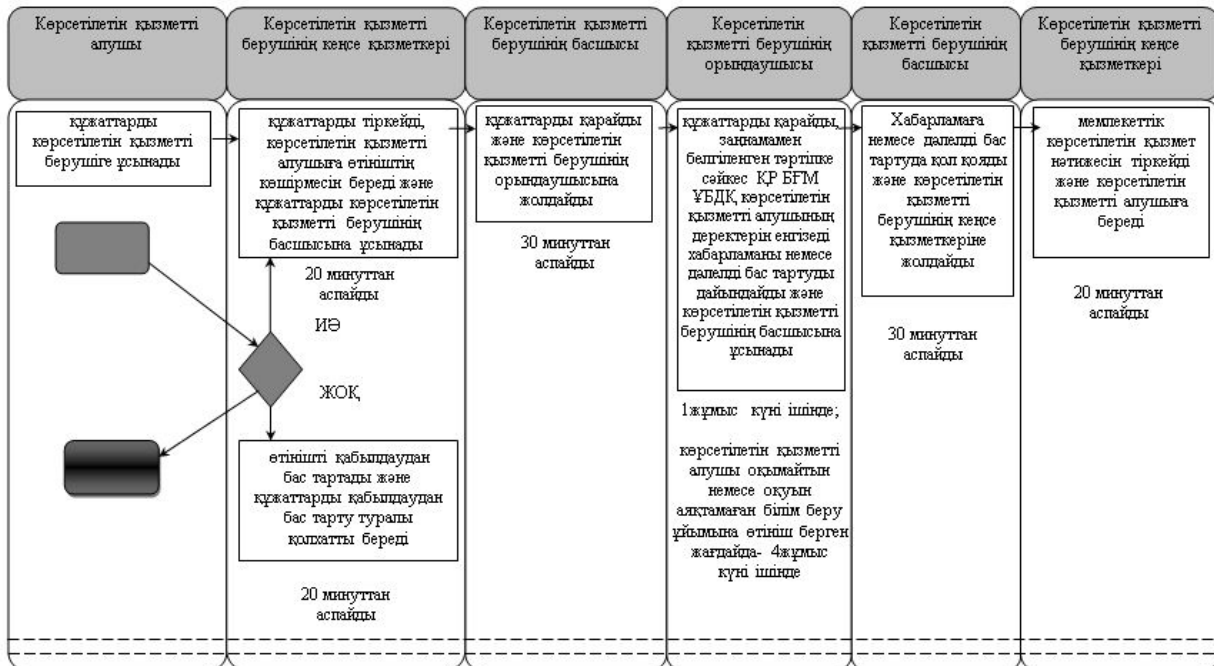 Көрсетілетін қызметті
алушы
Көрсетілетін қызметті
берушінің кеңсе қызметкері
Көрсетілетін қызметті
берушінің басшысы
Көрсетілетін
қызметті берушінің
орындаушысы
Көрсетілетін
қызметті берушінің
басшысы
Көрсетілетін қызметті
берушінің кеңсе
қызметкері
құжаттарды
көрсетілетін қызметті
берушіге ұсынады
құжаттарды тіркейді,
көрсетілетін қызметті
алушыға өтініштің
көшірмесін береді және
құжаттарды көрсетілетін
қызметті берушінің
басшысына ұсынады
20 минуттан
аспайды
ИӘ
ЖОҚ
өтінішті қабылдаудан
бас тартады және
құжаттарды қабылдаудан
бас тарту туралы
қолхатты береді
20 минуттан
аспайды
құжаттарды қарайды
және көрсетілетін
қызметті берушінің
орындаушысына
жолдайды
30 минуттан
аспайды
құжаттарды қарайды,
заңнамамен
белгіленген тәртіпке
сәйкес ҚР БҒМ
ҰБДҚ көрсетілетін
қызметті алушының
деректерін енгізеді
хабарламаны немесе
дәлелді бас тартуды
дайындайды және
көрсетілетін қызметті
берушінің басшысына
ұсынады
1жұмыс күні ішінде;
көрсетілетін қызметті
алушы оқымайтын
немесе оқуын
аяқтамаған білім беру
ұйымына өтініш берген
жағдайда- 4жұмыс
күні ішінде
Хабарламаға
немесе дәлелді бас
тартуда қол қояды
және көрсетілетін
қызметті
берушінің кеңсе
қызметкеріне
жолдайды
30 минуттан
аспайды
мемлекеттік
көрсетілетін қызмет
нәтижесін тіркейді
және көрсетілетін
қызметті алушыға
береді
20 минуттан
аспайды